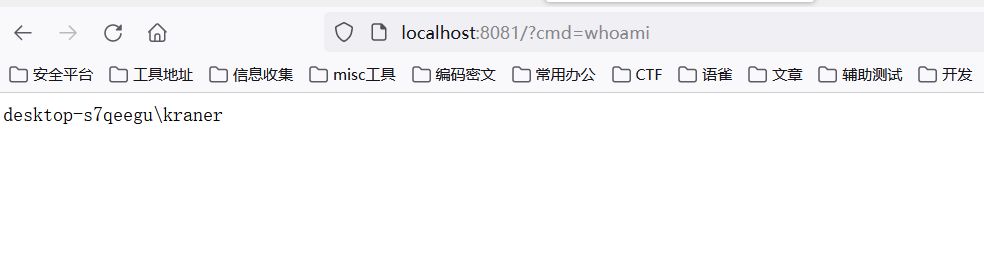 localhost:8081/?cmd=whoami
安全平台 工具地址 信息收集 misc工具 编码密文 常用办公 CTF 语雀 文章 辅助测试 开发
desktop-s7qeegu\kraner